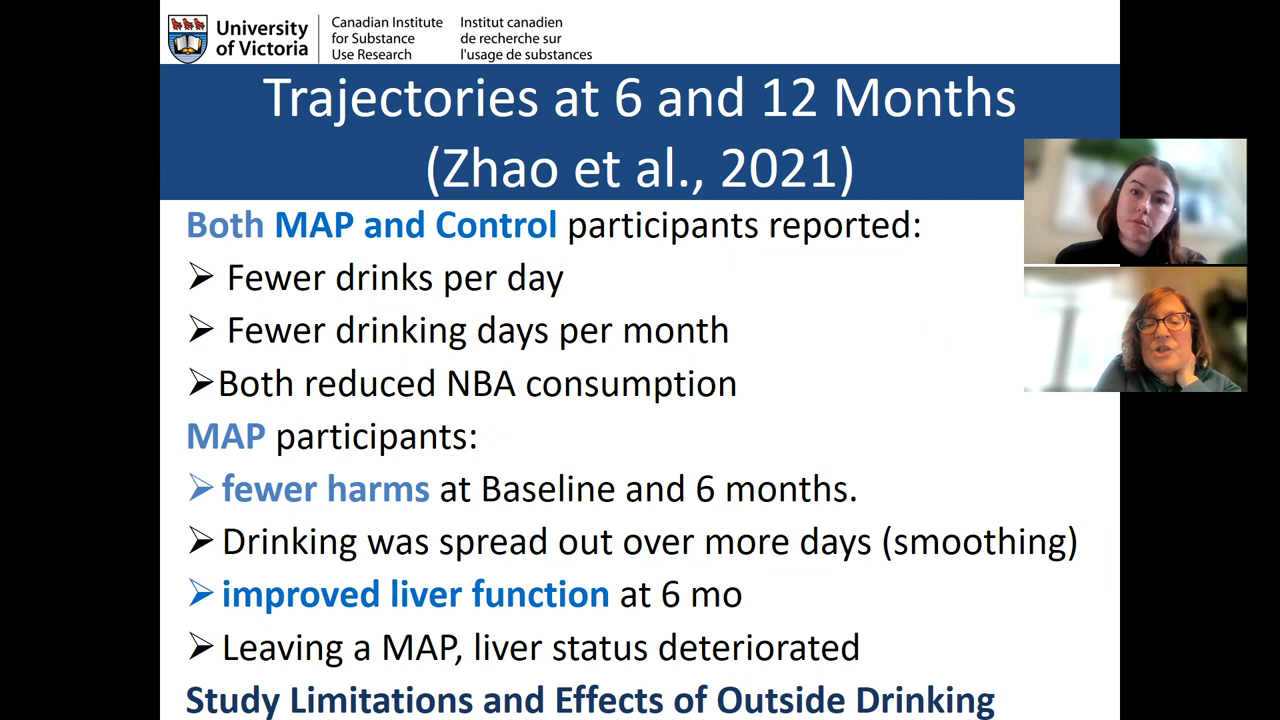 University
of Victoria
Canadian Institute
for Substance
Use Research
Institut canadien
de recherche sur
l'usage de substances
Trajectories at 6 and 12 Months
(Zhao et al., 2021)
Both MAP and Control participants reported:
➢ Fewer drinks per day
➢ Fewer drinking days per month
➢Both reduced NBA consumption
MAP participants:
➢fewer harms at Baseline and 6 months.
➢Drinking was spread out over more days (smoothing)
➢improved liver function at 6 mo
➢Leaving a MAP, liver status deteriorated
Study Limitations and Effects of Outside Drinking